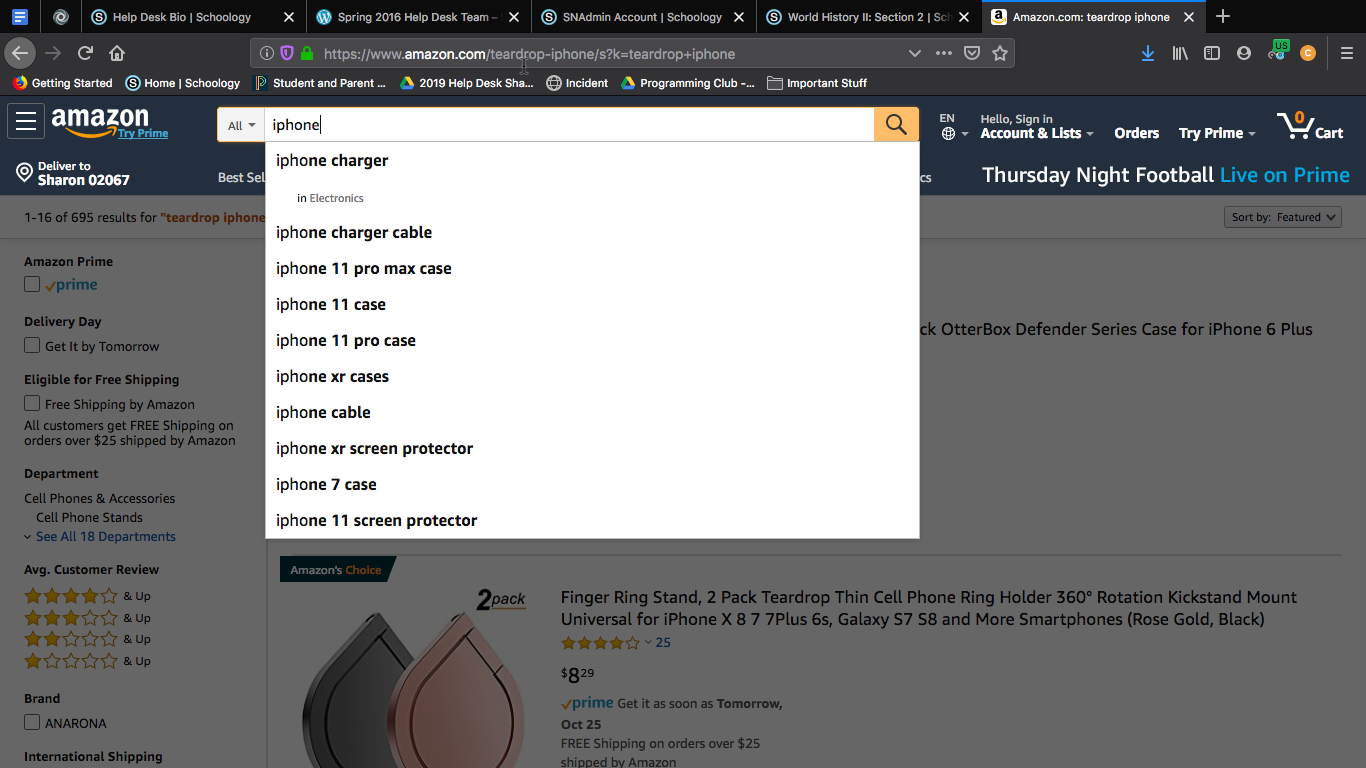 Help Desk Bio | Schoology
Spring 2016 Help Desk Team –
SNAdmin Account | Schoology
World History II: Section 2 | Sc
Amazon.com: teardrop iphone
https://www.amazon.com/teardrop-iphone/s?k=teardrop+iphone
US
C
Getting Started
Home | Schoology
Student and Parent ...
2019 Help Desk Sha...
Incident
Programming Club -...
Important Stuff
amazon
Try Prime
All
iphone
EN
Hello, Sign in
Account & Lists
Orders
Try Prime
0
Cart
Deliver to
Sharon 02067
Best Sel
cs
Thursday Night Football Live on Prime
1-16 of 695 results for "teardrop iphone
Sort by: Featured
iphone charger
in Electronics
iphone charger cable
iphone 11 pro max case
iphone 11 case
iphone 11 pro case
iphone xr cases
iphone cable
iphone xr screen protector
iphone 7 case
iphone 11 screen protector
Amazon Prime
prime
Delivery Day
Get It by Tomorrow
Eligible for Free Shipping
Free Shipping by Amazon
All customers get FREE Shipping on
orders over $25 shipped by Amazon
Department
Cell Phones & Accessories
Cell Phone Stands
See All 18 Departments
Avg. Customer Review
& Up
& Up
& Up
& Up
Brand
ANARONA
International Shipping
ck OtterBox Defender Series Case for iPhone 6 Plus
Amazon's Choice
2pack
Finger Ring Stand, 2 Pack Teardrop Thin Cell Phone Ring Holder 360° Rotation Kickstand Mount
Universal for iPhone X 8 7 7Plus 6s, Galaxy S7 S8 and More Smartphones (Rose Gold, Black)
25
$8 29
prime Get it as soon as Tomorrow,
Oct 25
FREE Shipping on orders over $25
shipped by Amazon